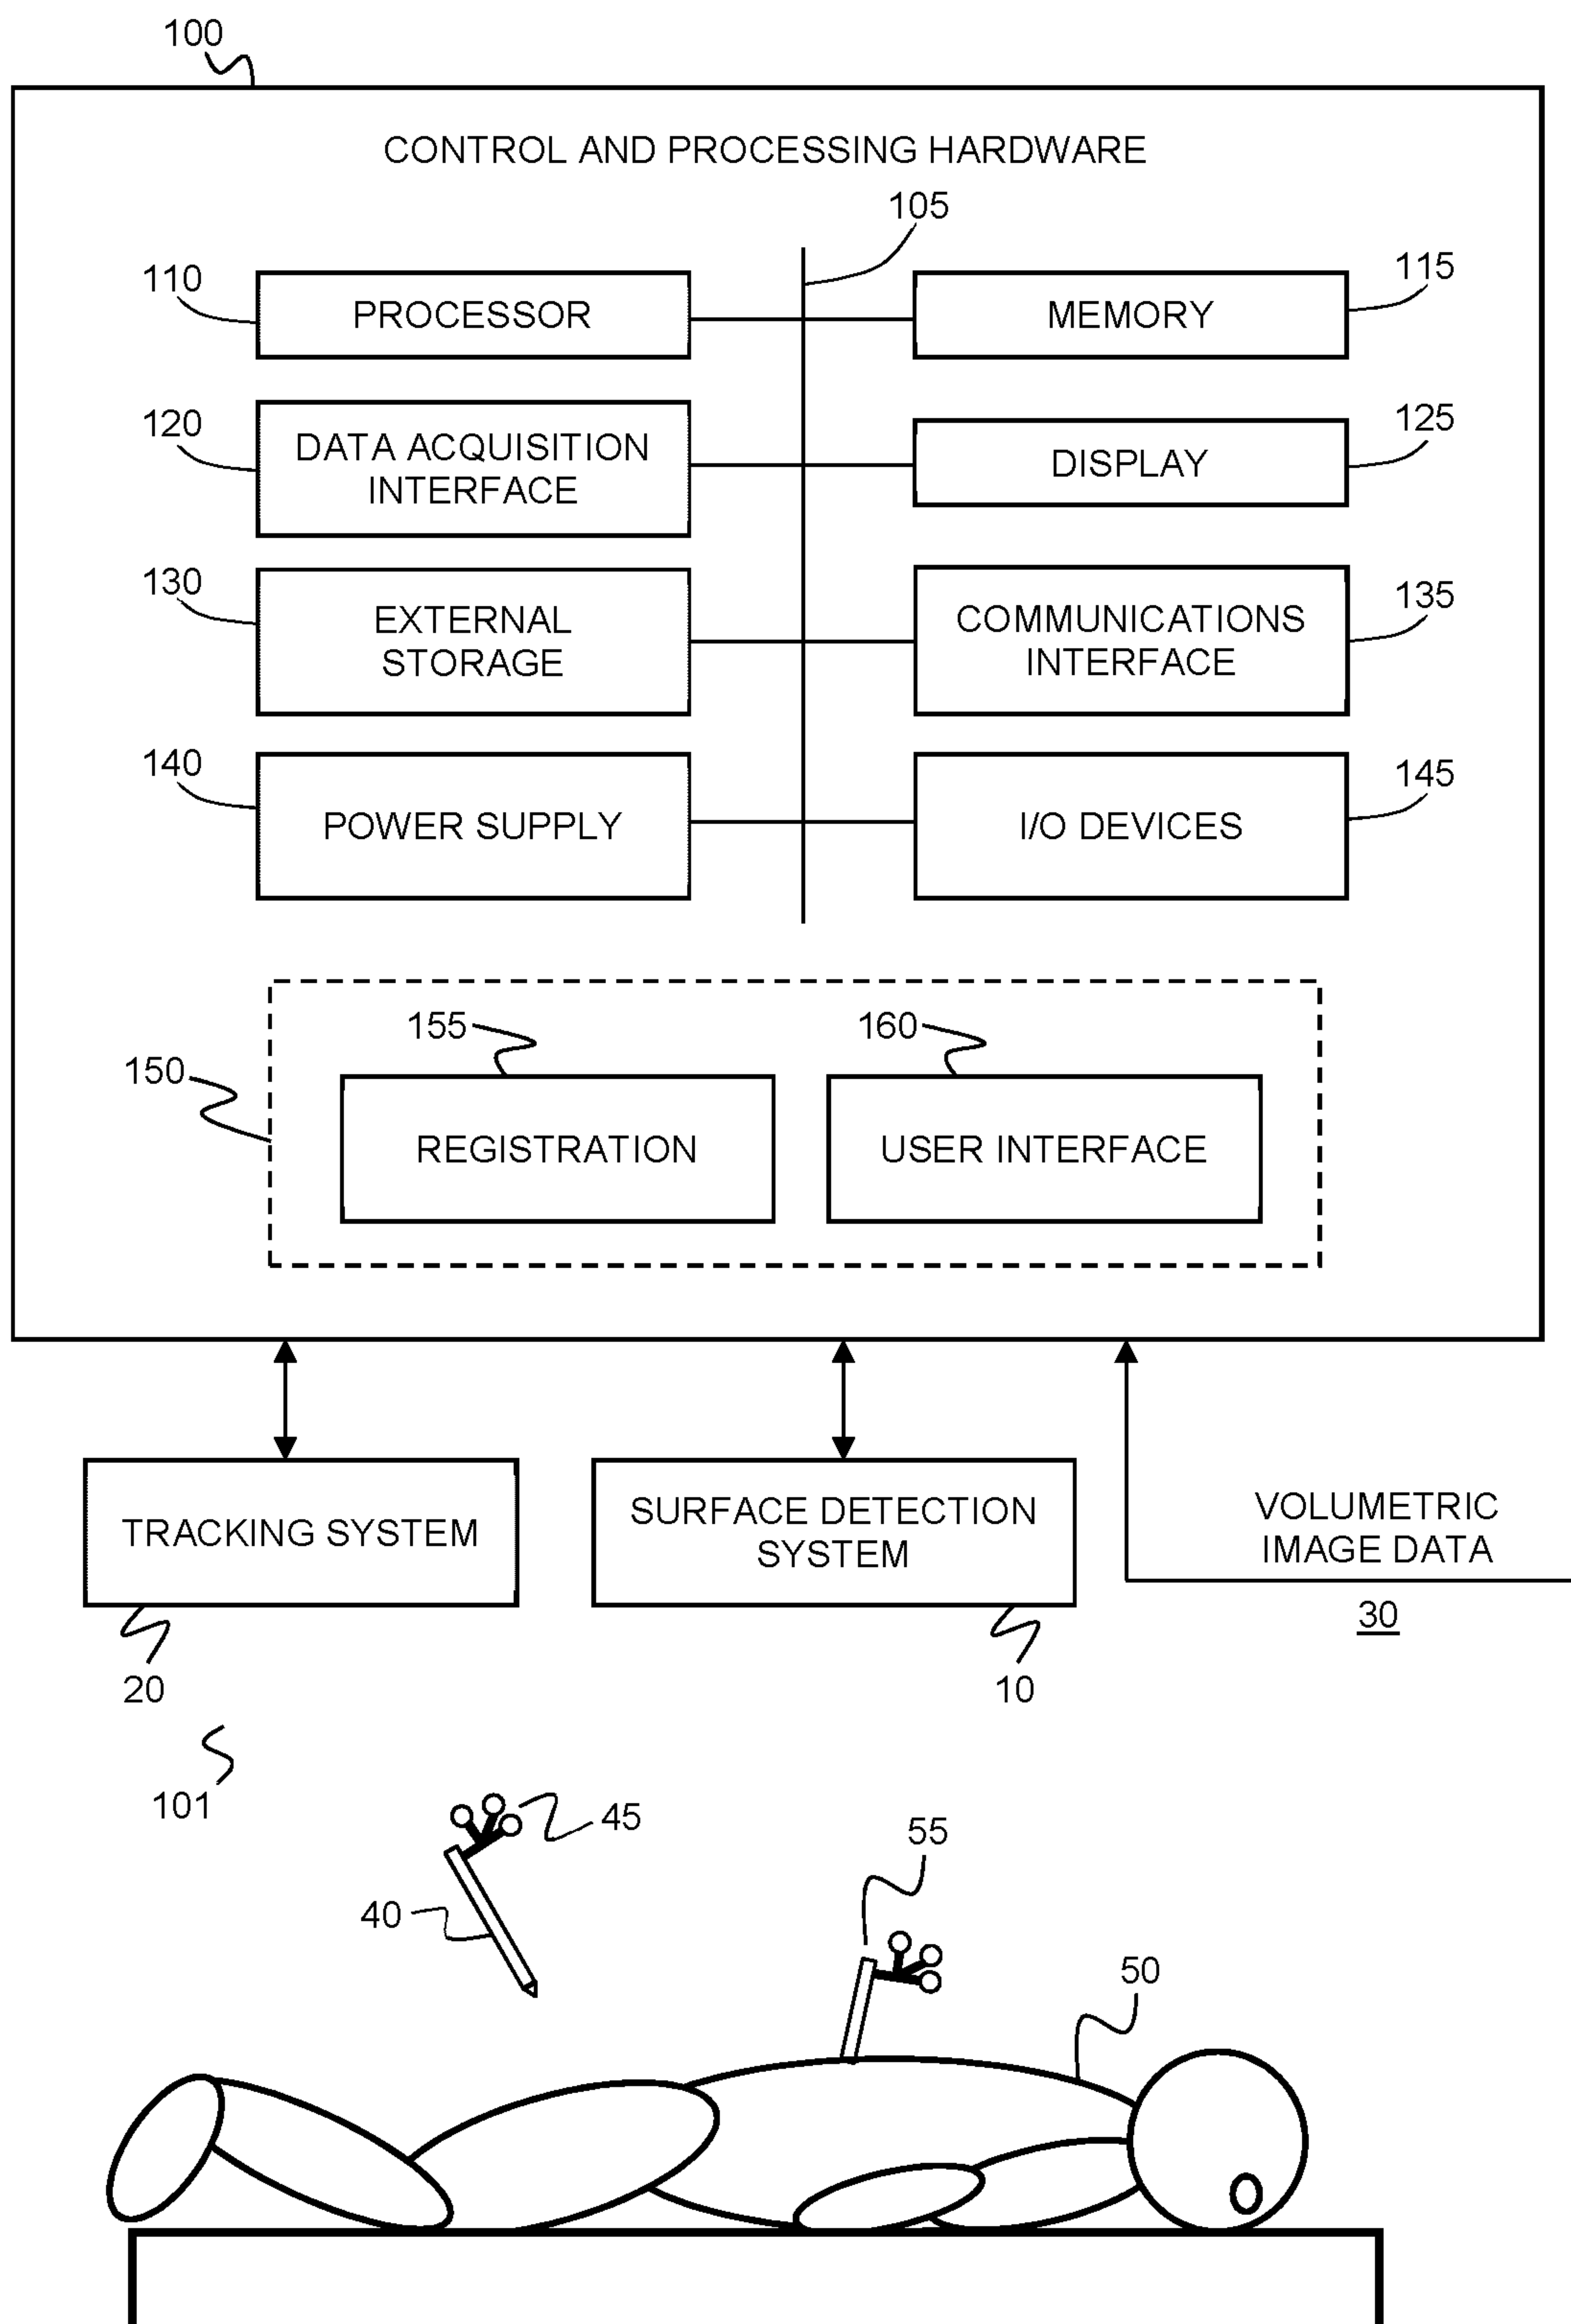 100
CONTROL AND PROCESSING HARDWARE
105
110
PROCESSOR
MEMORY
115
120
DATA ACQUISITION
INTERFACE
DISPLAY
125
130
EXTERNAL
STORAGE
COMMUNICATIONS
INTERFACE
135
140
POWER SUPPLY
I/O DEVICES
145
150
155
REGISTRATION
160
USER INTERFACE
TRACKING SYSTEM
20
SURFACE DETECTION
SYSTEM
10
VOLUMETRIC
IMAGE DATA
30
101
45
40
55
50